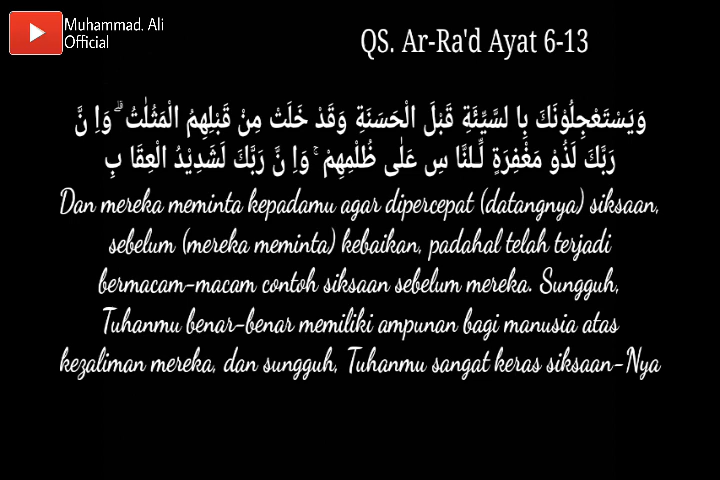 Muhammad. Ali
Official
QS. Ar-Ra'd Ayat 6-13
وَيَسْتَعْجِلُوْنَكَ بِا لسَّيِّئَةِ قَبْلَ الْحَسَنَةِ وَقَدْ خَلَتْ مِنْ قَبْلِهِمُ الْمَثُلٰتُ ۗ وَاِ نَّ
رَبَّكَ لَذُوْ مَغْفِرَةٍ لِّـلنَّا سِ عَلٰى ظُلْمِهِمْ ۚ وَاِ نَّ رَبَّكَ لَشَدِيْدُ الْعِقَا بِ
Dan mereka meminta kepadamu agar dipercepat (datangnya) siksaan,
sebelum (mereka meminta) kebaikan, padahal telah terjadi
bermacam-macam contoh siksaan sebelum mereka. Sungguh,
Tuhanmu benar-benar memiliki ampunan bagi manusia atas
kezaliman mereka, dan sungguh, Tuhanmu sangat keras siksaan-Nya